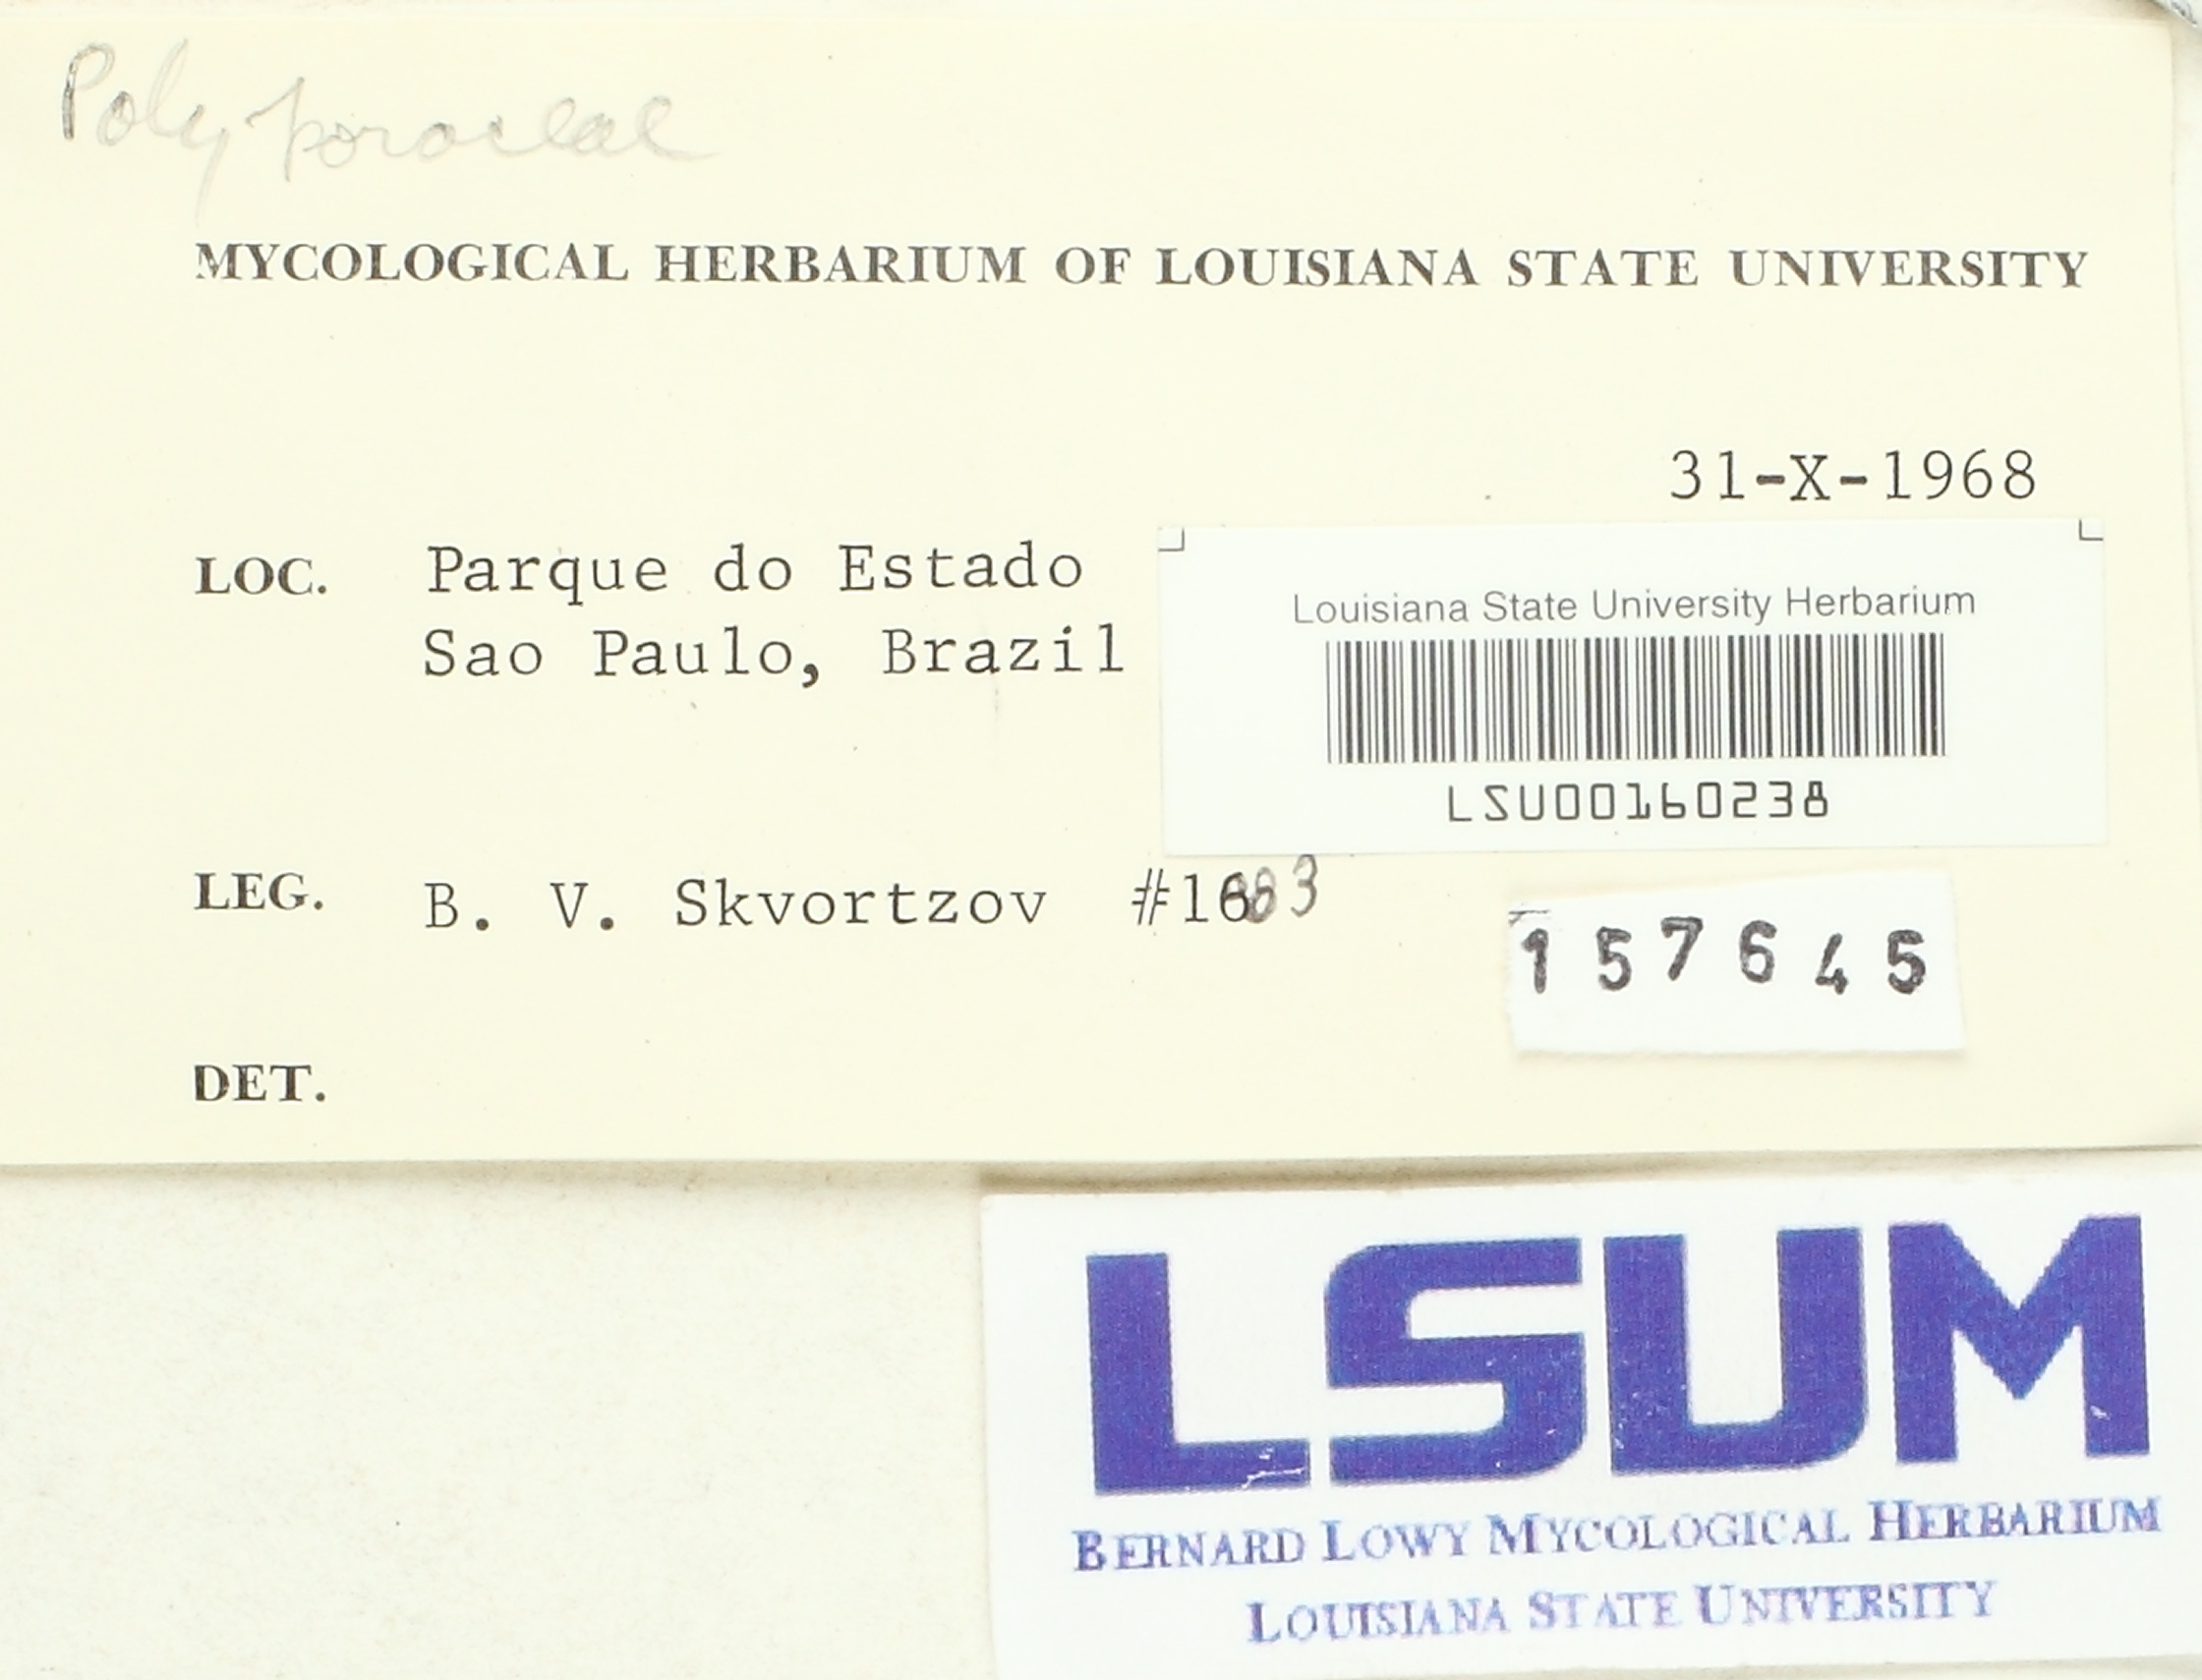 Polyporaceae
MYCOLOGICAL HERBARIUM OF LOUISIANA STATE UNIVERSITY
31-X-1968
LOC. Parque do Estado
Sao Paulo, Brazil
Louisiana State University Herbarium
LSU00160238
LEG. B. V. Skvortzov
157645
DET.
LSUM
BERNARD LOWY MYCOLOGICAL HERBARIUM
LOUISIANA STATE UNIVERSITY